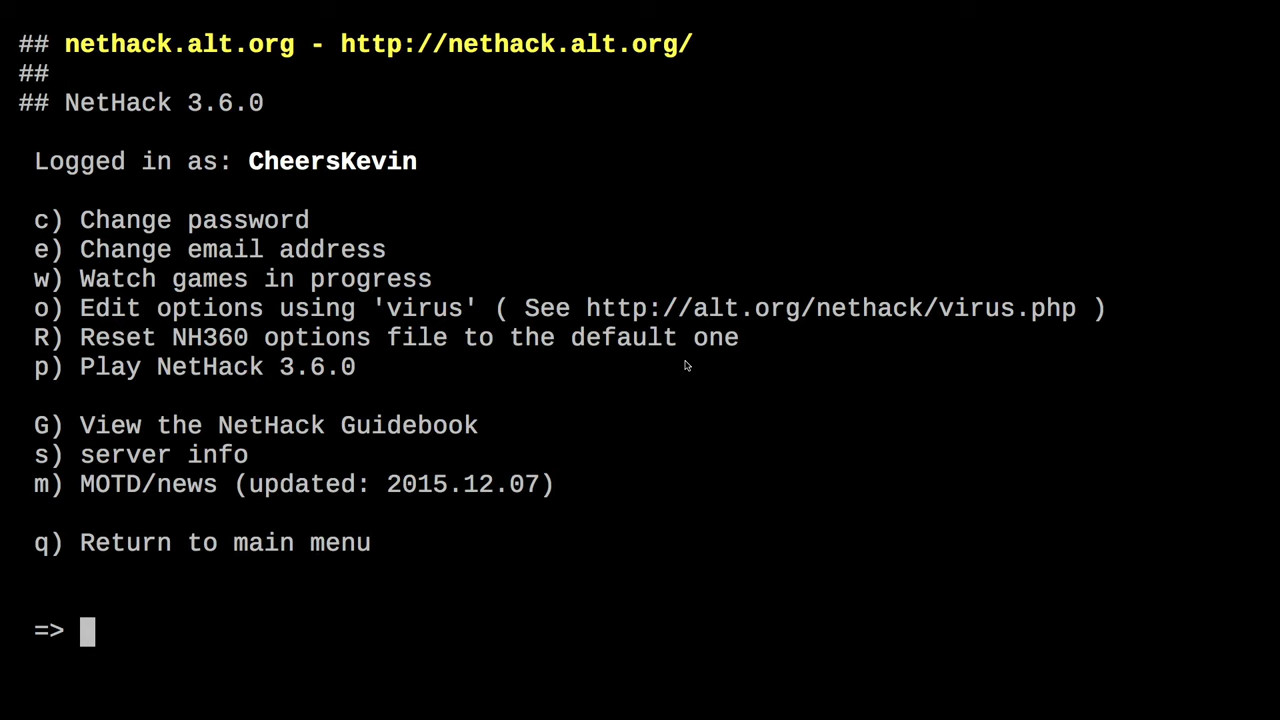 ## nethack.alt.org - http://nethack.alt.org/
##
## NetHack 3.6.0
Logged in as: CheersKevin
c) Change password
e) Change email address
w) Watch games in progress
o) Edit options using 'virus' ( See http://alt.org/nethack/virus.php )
R) Reset NH360 options file to the default one
p) Play NetHack 3.6.0
G) View the NetHack Guidebook
s) server info
m) MOTD/news (updated: 2015.12.07)
q) Return to main menu
=>